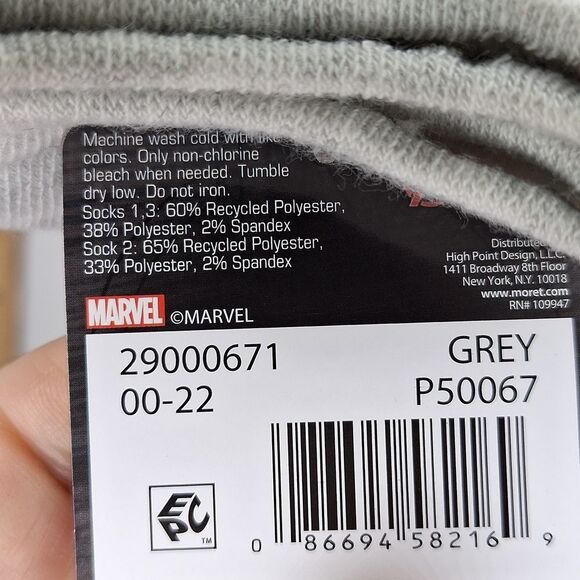 Machine wash cold with like
colors. Only non-chlorine
bleach when needed. Tumble
dry low. Do not iron.
Socks 1,3: 60% Recycled Polyester,
38% Polyester, 2% Spandex
Sock 2: 65% Recycled Polyester,
33% Polyester, 2% Spandex
Distributed
High Point Design, L.L.C.
1411 Broadway 8th Floor
New York, N.Y. 10018
www.moret.com
RN# 109947
MARVEL ©MARVEL
29000671 GREY
00-22 P50067
EPC TM
0 86694 58216 9